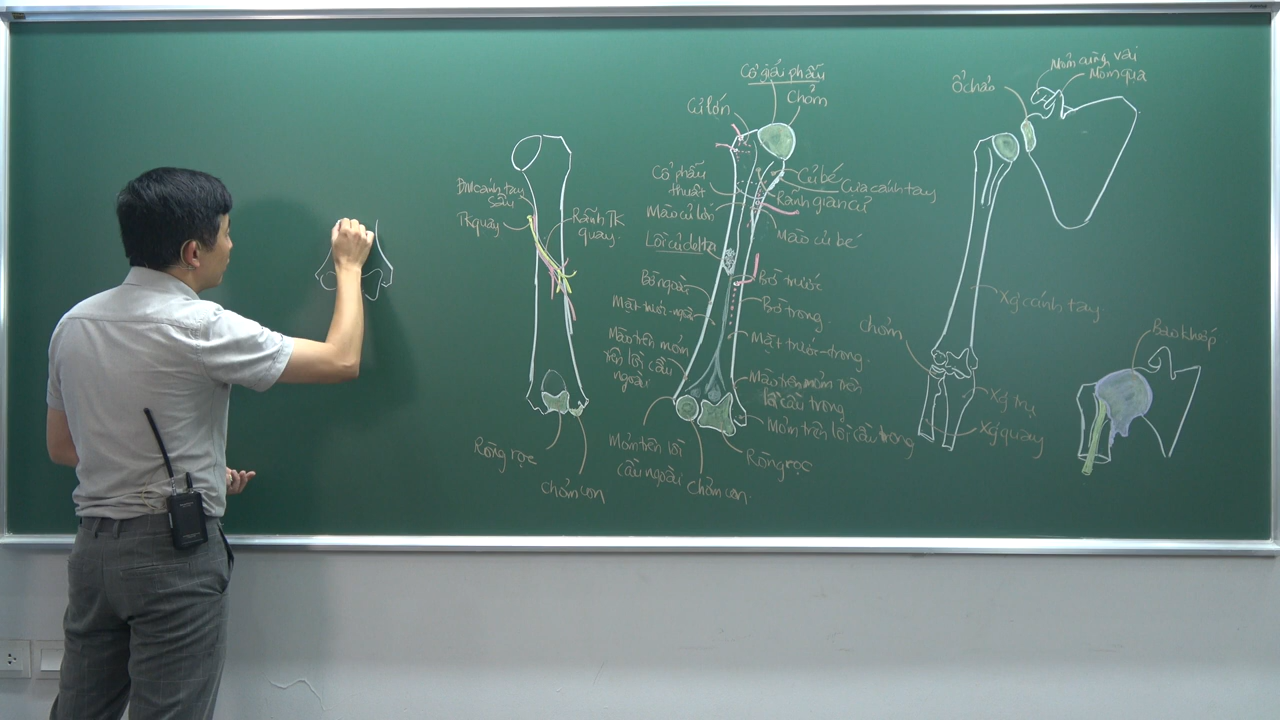 ĐM cánh tay
sâu
TK quay
Rãnh TK
quay.
Ròng rọc
Chỏm con
Cổ giải phẫu
Chỏm
Củ lớn
Cổ phẫu
thuật
Mào củ lớn
Lồi củ delta
Bờ ngoài
Mặt trước-ngoài
Mào trên mỏm
trên lồi cầu
ngoài
Mỏm trên lồi
cầu ngoài
Chỏm con.
Củ bé
Cửa cánh tay
Rãnh gian củ
Mào củ bé
Bờ trước
Bờ trong.
Mặt trước-trong.
Mào trên mỏm trên
lồi cầu trong
Mỏm trên lồi cầu trong
Ròng rọc
Ổ chảo
Mỏm cùng vai
Mỏm quạ
Xg cánh tay
chỏm
Xg trụ
Xg quay
Bao khớp